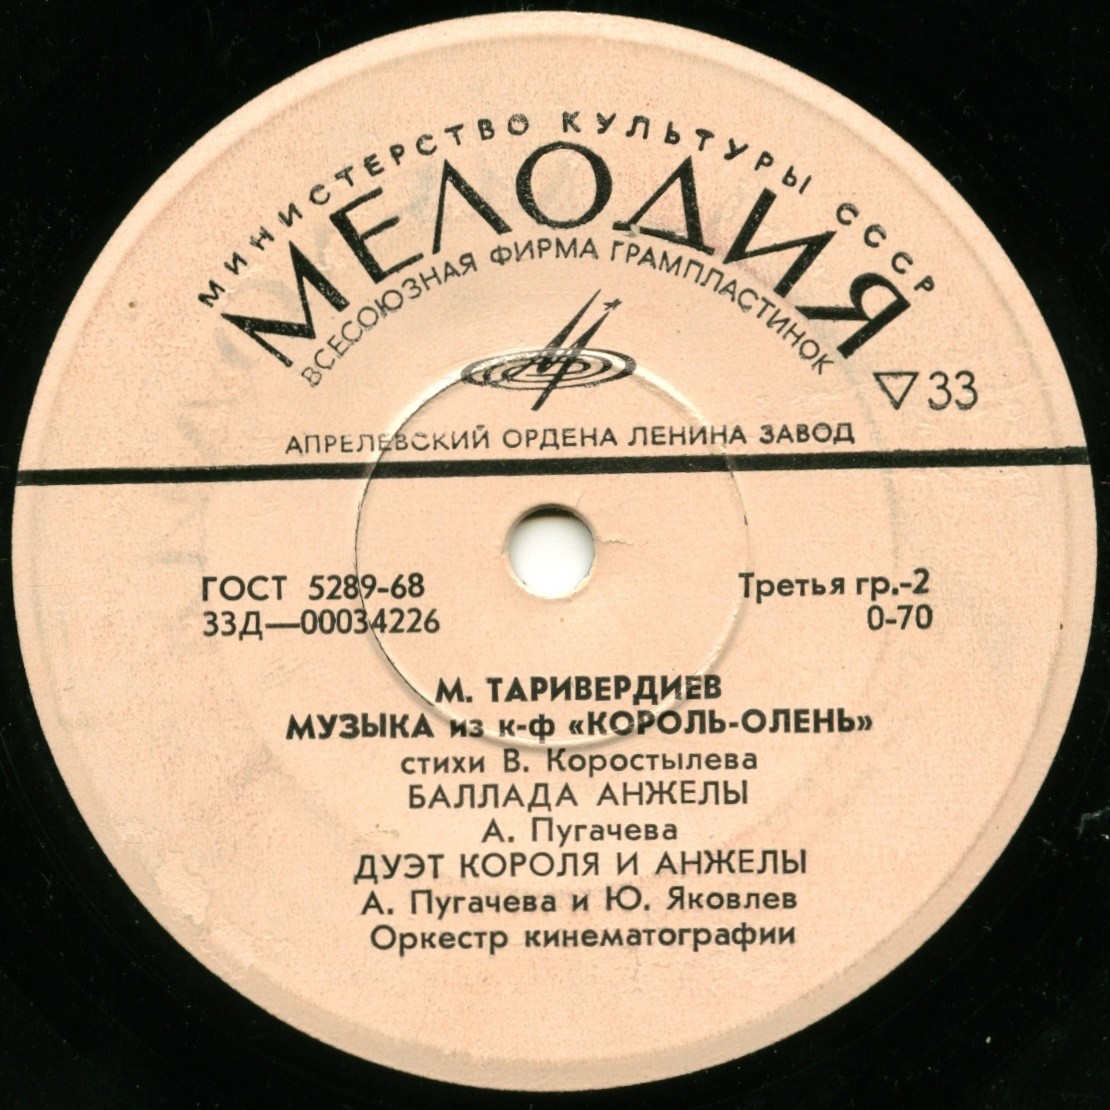 МИНИСТЕРСТВО КУЛЬТУРЫ СССР
МЕЛОДИЯ
ВСЕСОЮЗНАЯ ФИРМА ГРАМПЛАСТИНОК
▽33
АПРЕЛЕВСКИЙ ОРДЕНА ЛЕНИНА ЗАВОД
ГОСТ 5289-68
Третья гр.-2
33Д—00034226
0-70
М. ТАРИВЕРДИЕВ
МУЗЫКА из к-ф «КОРОЛЬ-ОЛЕНЬ»
стихи В. Коростылева
БАЛЛАДА АНЖЕЛЫ
А. Пугачева
ДУЭТ КОРОЛЯ И АНЖЕЛЫ
А. Пугачева и Ю. Яковлев
Оркестр кинематографии